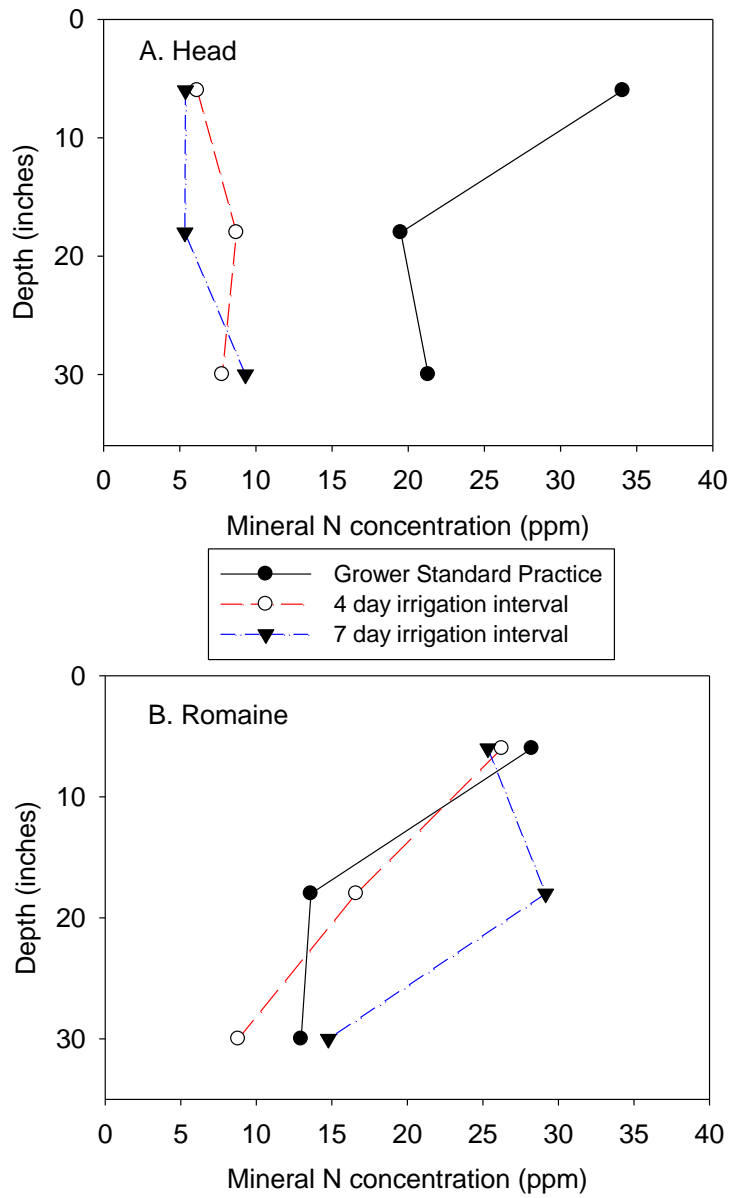 0
A. Head
10
20
30
Depth (inches)
0 5 10 15 20 25 30 35 40
Mineral N concentration (ppm)
Grower Standard Practice
4 day irrigation interval
7 day irrigation interval
0
B. Romaine
10
20
30
Depth (inches)
0 5 10 15 20 25 30 35 40
Mineral N concentration (ppm)